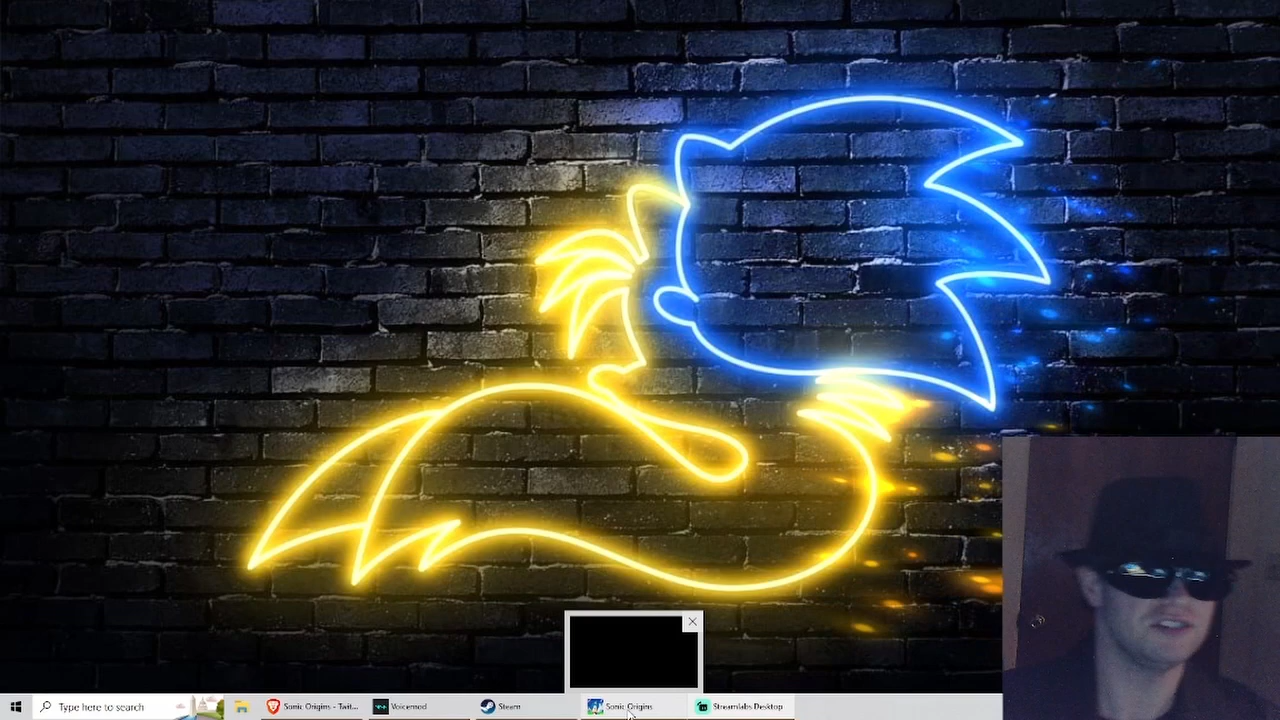 Type here to search
Sonic Origins - Twit...
Voicemod
Steam
Sonic Origins
Streamlabs Desktop